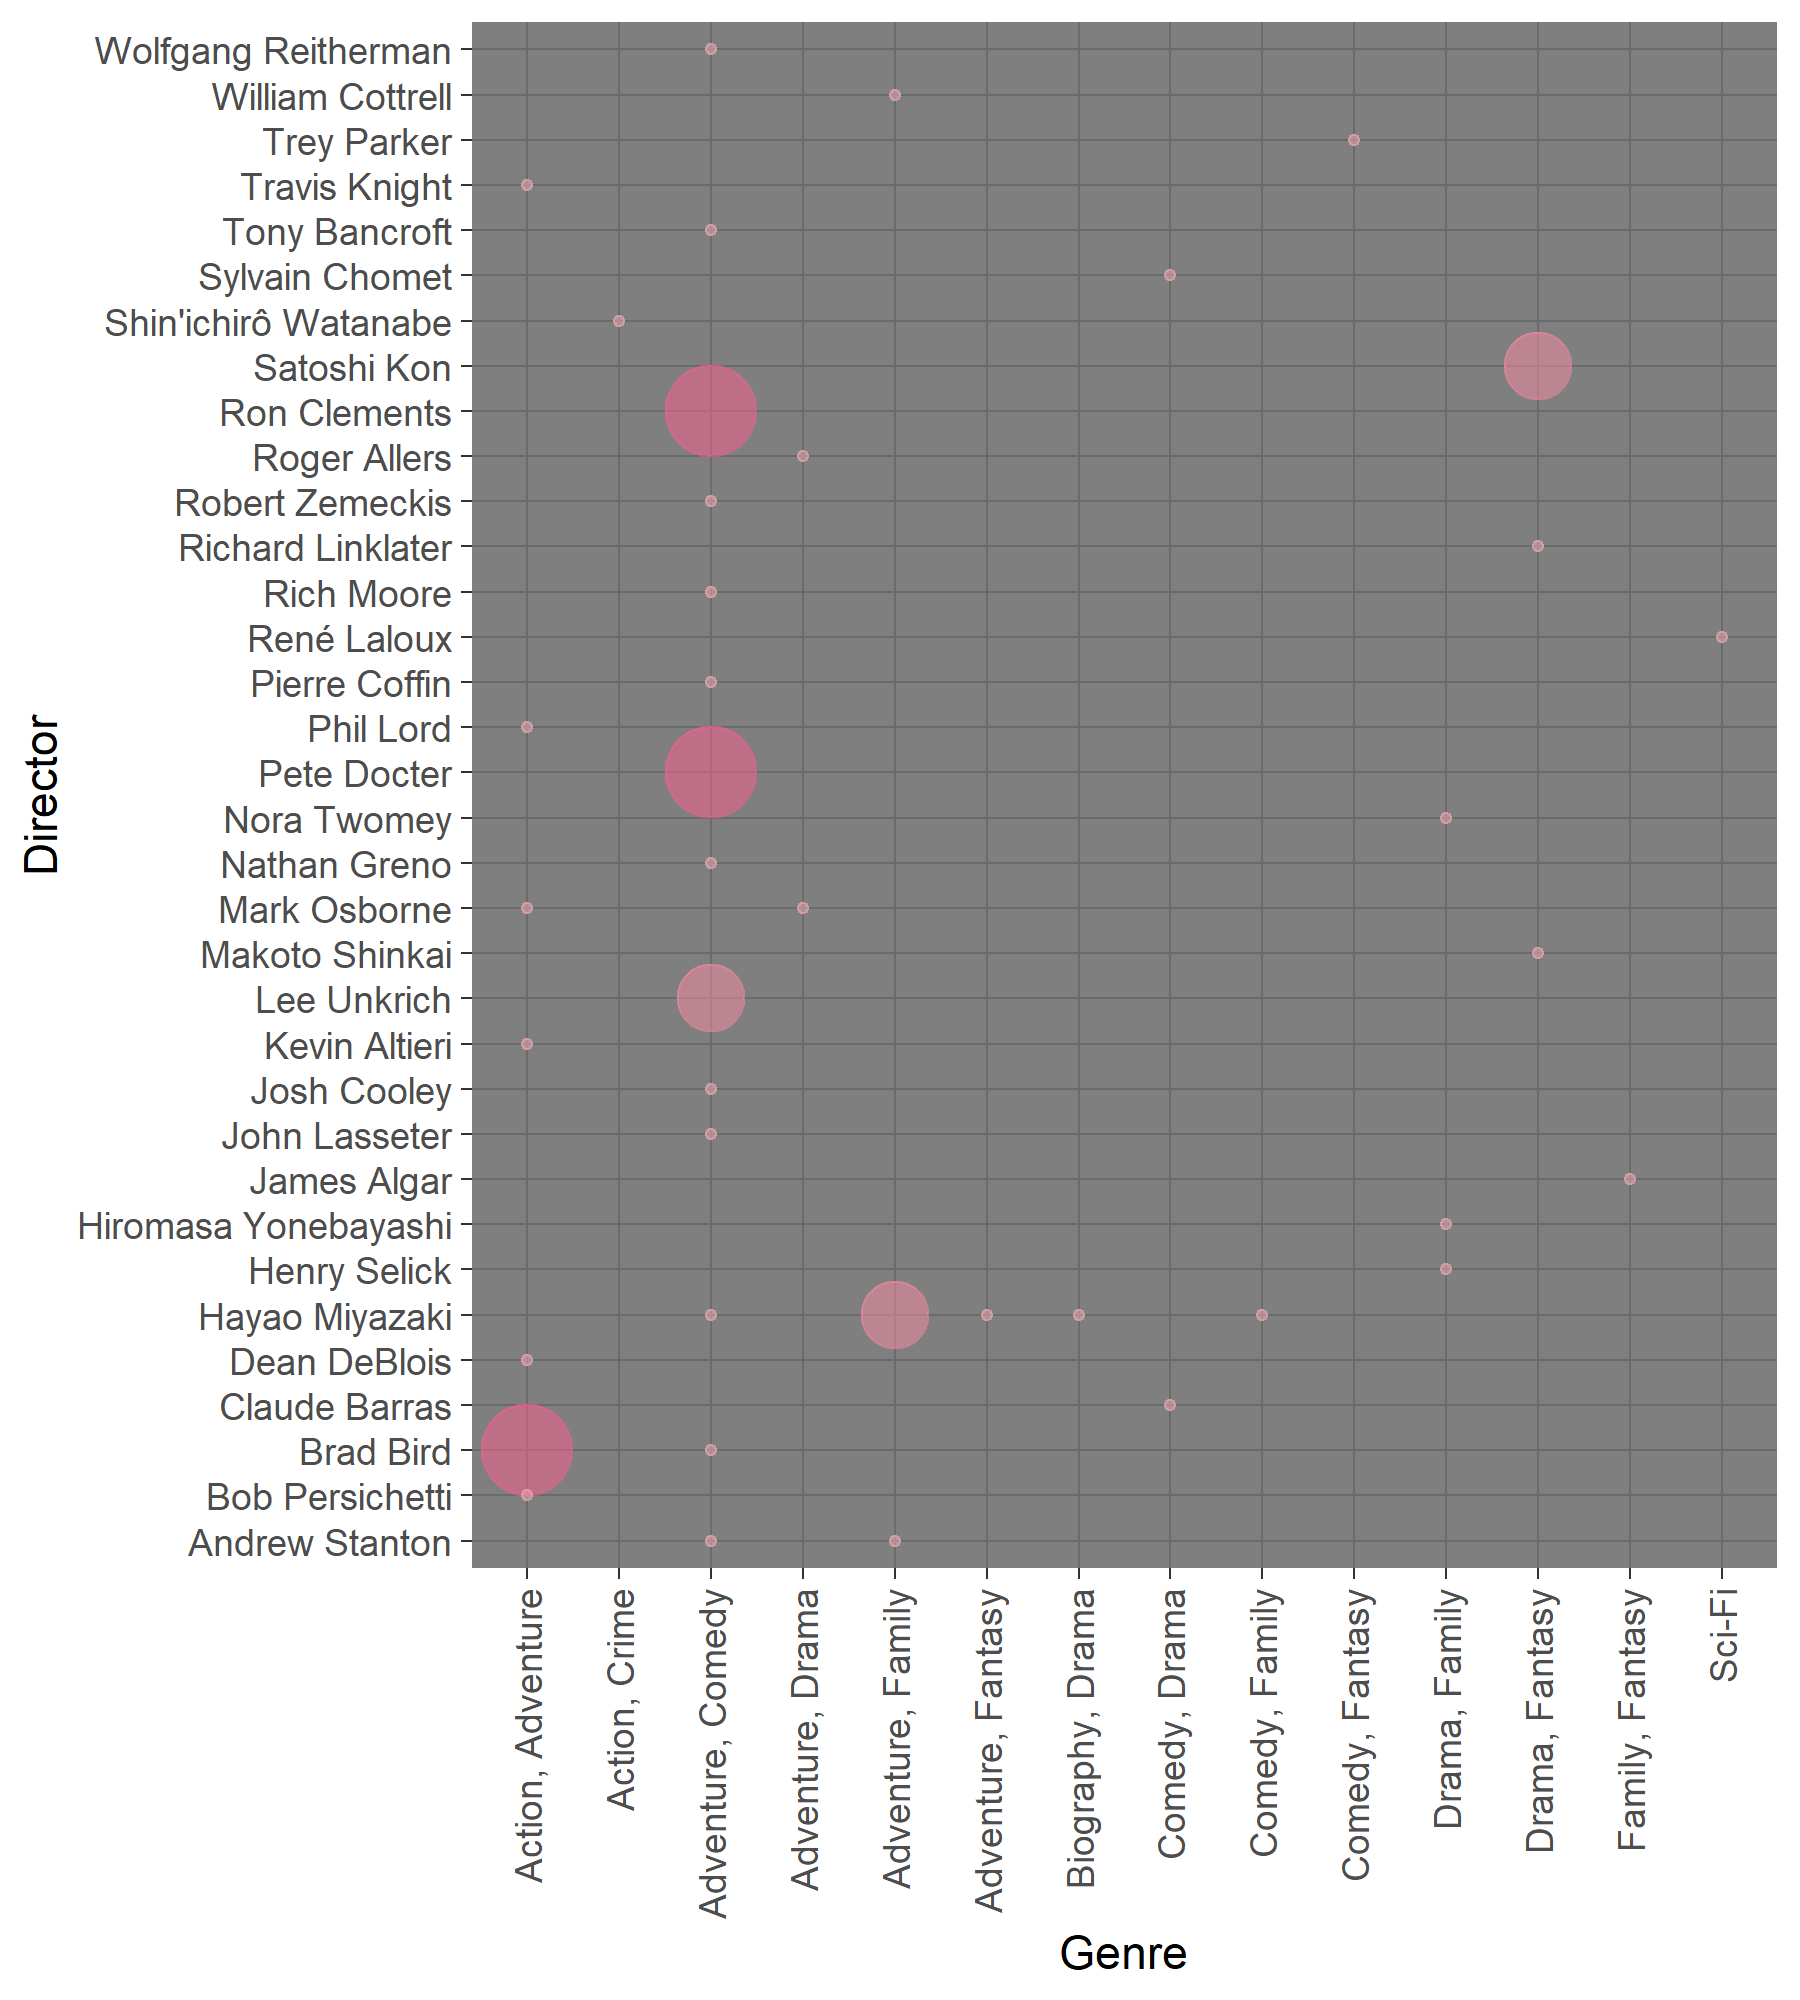 Wolfgang Reitherman
William Cottrell
Trey Parker
Travis Knight
Tony Bancroft
Sylvain Chomet
Shin'ichirô Watanabe
Satoshi Kon
Ron Clements
Roger Allers
Robert Zemeckis
Richard Linklater
Rich Moore
René Laloux
Pierre Coffin
Phil Lord
Pete Docter
Nora Twomey
Nathan Greno
Mark Osborne
Makoto Shinkai
Lee Unkrich
Kevin Altieri
Josh Cooley
John Lasseter
James Algar
Hiromasa Yonebayashi
Henry Selick
Hayao Miyazaki
Dean DeBlois
Claude Barras
Brad Bird
Bob Persichetti
Andrew Stanton
Director
Action, Adventure
Action, Crime
Adventure, Comedy
Adventure, Drama
Adventure, Family
Adventure, Fantasy
Biography, Drama
Comedy, Drama
Comedy, Family
Comedy, Fantasy
Drama, Family
Drama, Fantasy
Family, Fantasy
Sci-Fi
Genre